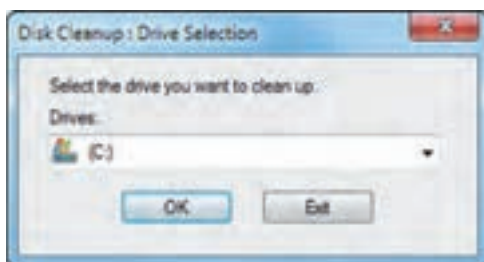 Disk Cleanup : Drive Selection
Select the drive you want to clean up.
Drives:
(C:)
OK Exit